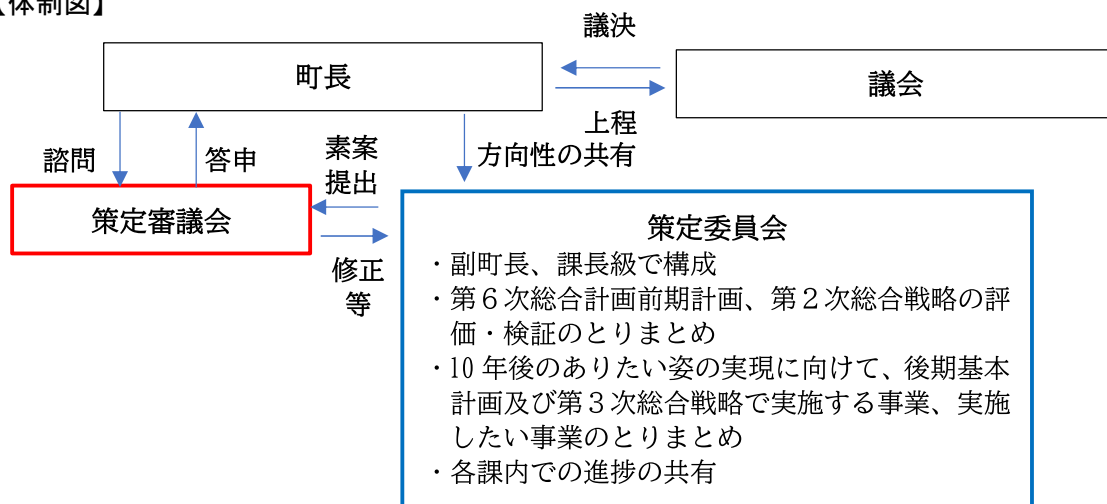 【体制図】
議決
町長
議会
上程
諮問
答申
素案
提出
方向性の共有
策定審議会
修正
等
策定委員会
・副町長、課長級で構成
・第６次総合計画前期計画、第２次総合戦略の評
価・検証のとりまとめ
・10年後のありたい姿の実現に向けて、後期基本
計画及び第３次総合戦略で実施する事業、実施
したい事業のとりまとめ
・各課内での進捗の共有